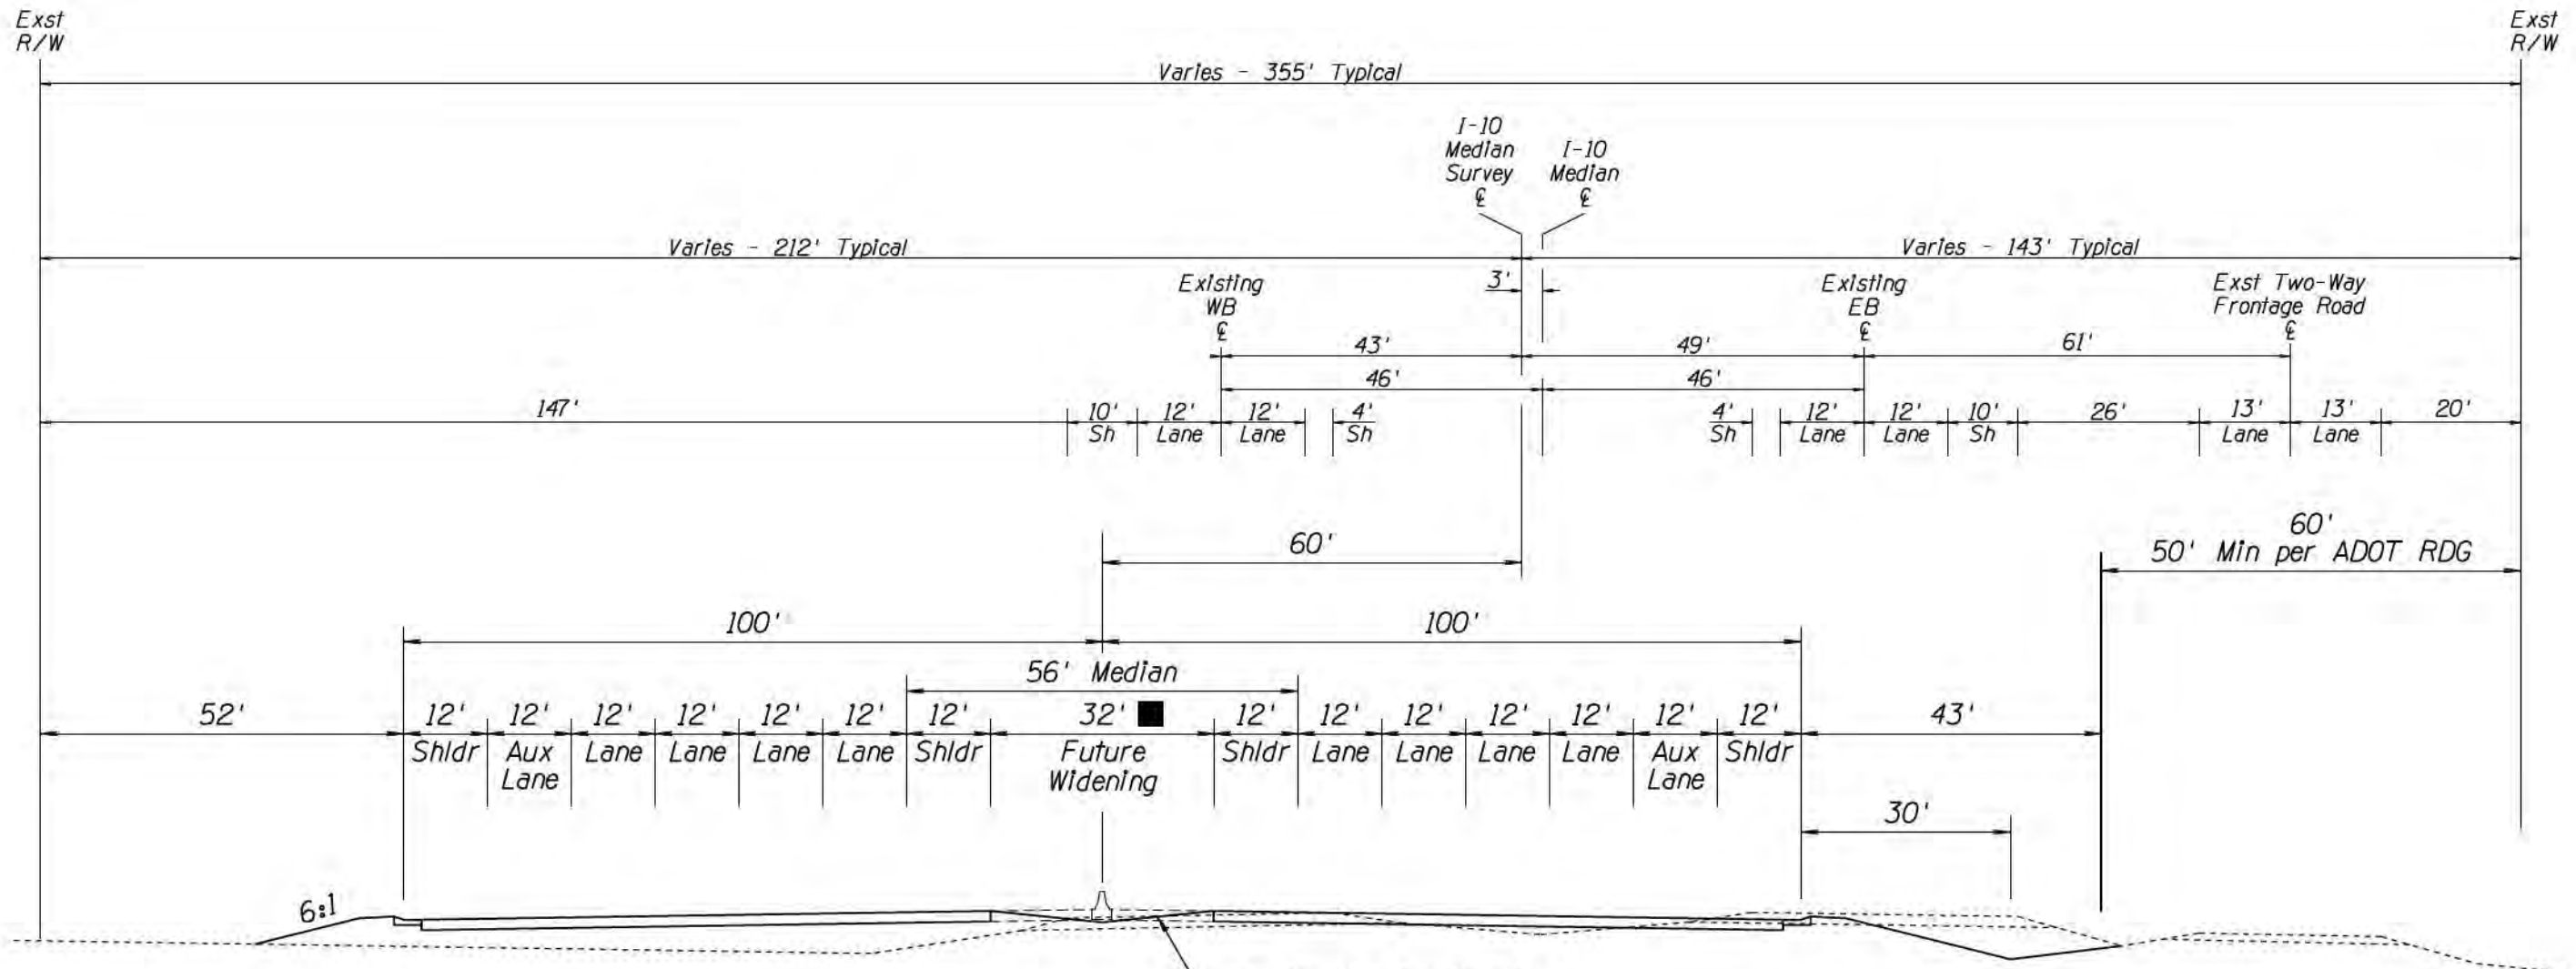 Exst
R/W
Exst
R/W
Varies - 355' Typical
I-10
Median
Survey
℄
I-10
Median
℄
Varies - 212' Typical
Varies - 143' Typical
3'
Existing
WB
℄
Existing
EB
℄
Exst Two-Way
Frontage Road
℄
43'
49'
61'
46'
46'
147'
10'
Sh
12'
Lane
12'
Lane
4'
Sh
4'
Sh
12'
Lane
12'
Lane
10'
Sh
26'
13'
Lane
13'
Lane
20'
60'
60'
50' Min per ADOT RDG
100'
100'
56' Median
52'
12'
Shldr
12'
Aux
Lane
12'
Lane
12'
Lane
12'
Lane
12'
Lane
12'
Shldr
32'
Future
Widening
12'
Shldr
12'
Lane
12'
Lane
12'
Lane
12'
Lane
12'
Aux
Lane
12'
Shldr
43'
30'
6:1